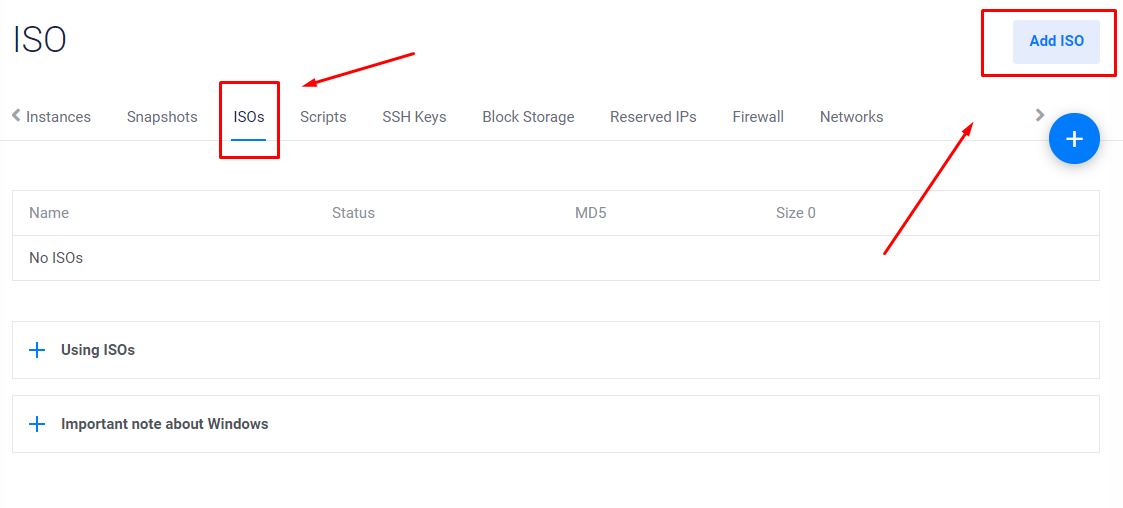 ISO
Add ISO
Instances Snapshots ISOs Scripts SSH Keys Block Storage Reserved IPs Firewall Networks
Name Status MD5 Size 0
No ISOs
Using ISOs
Important note about Windows